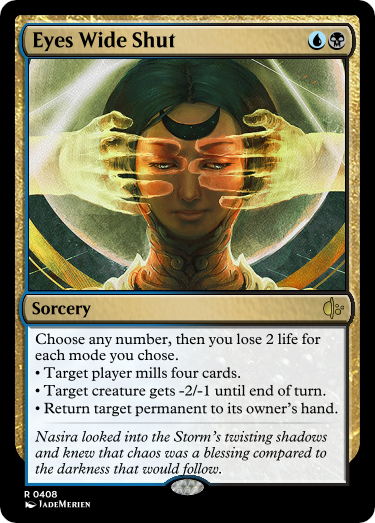 Eyes Wide Shut
Sorcery
Choose any number, then you lose 2 life for
each mode you chose.
• Target player mills four cards.
• Target creature gets -2/-1 until end of turn.
• Return target permanent to its owner's hand.
Nasira looked into the Storm's twisting shadows
and knew that chaos was a blessing compared to
the darkness that would follow.
R 0408
JadeMerien